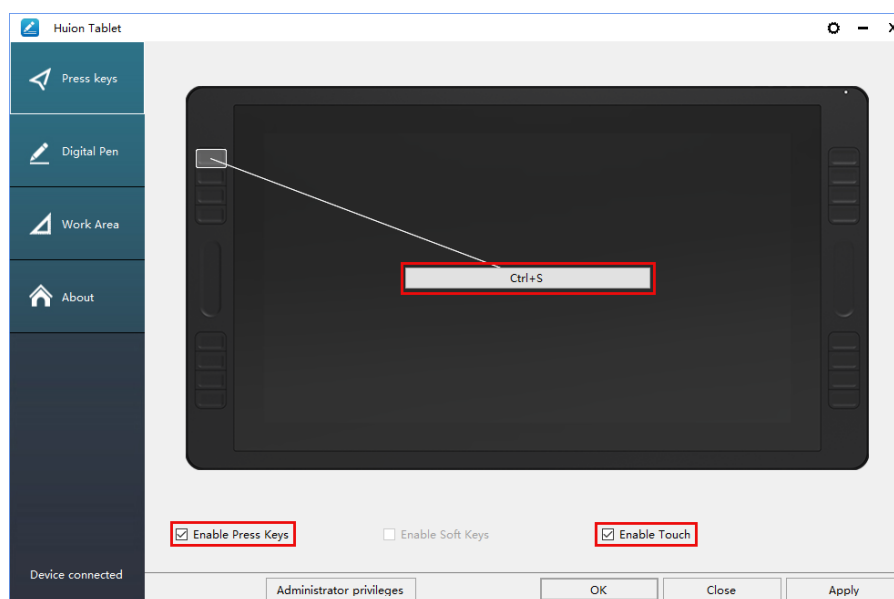 Huion Tablet
Press keys
Digital Pen
Work Area
About
Ctrl+S
Enable Press Keys
Enable Soft Keys
Enable Touch
Device connected
Administrator privileges
OK
Close
Apply